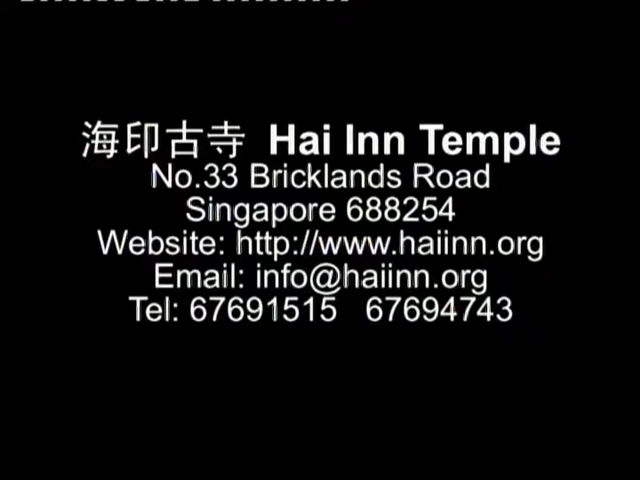 海印古寺 Hai Inn Temple
No.33 Bricklands Road
Singapore 688254
Website: http://www.haiinn.org
Email: info@haiinn.org
Tel: 67691515 67694743